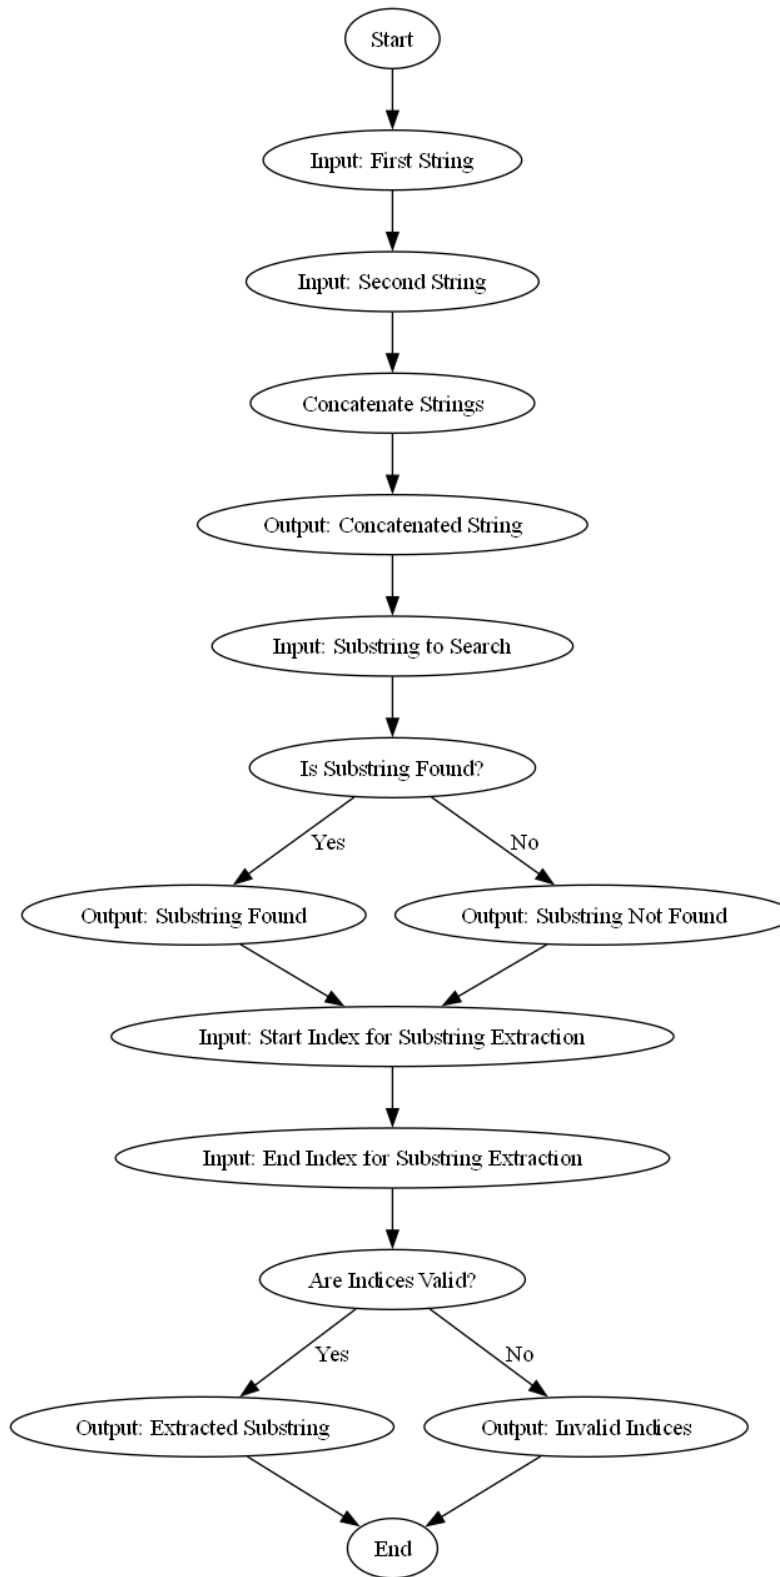 Start
Input: First String
Input: Second String
Concatenate Strings
Output: Concatenated String
Input: Substring to Search
Is Substring Found?
Yes
No
Output: Substring Found
Output: Substring Not Found
Input: Start Index for Substring Extraction
Input: End Index for Substring Extraction
Are Indices Valid?
Yes
No
Output: Extracted Substring
Output: Invalid Indices
End